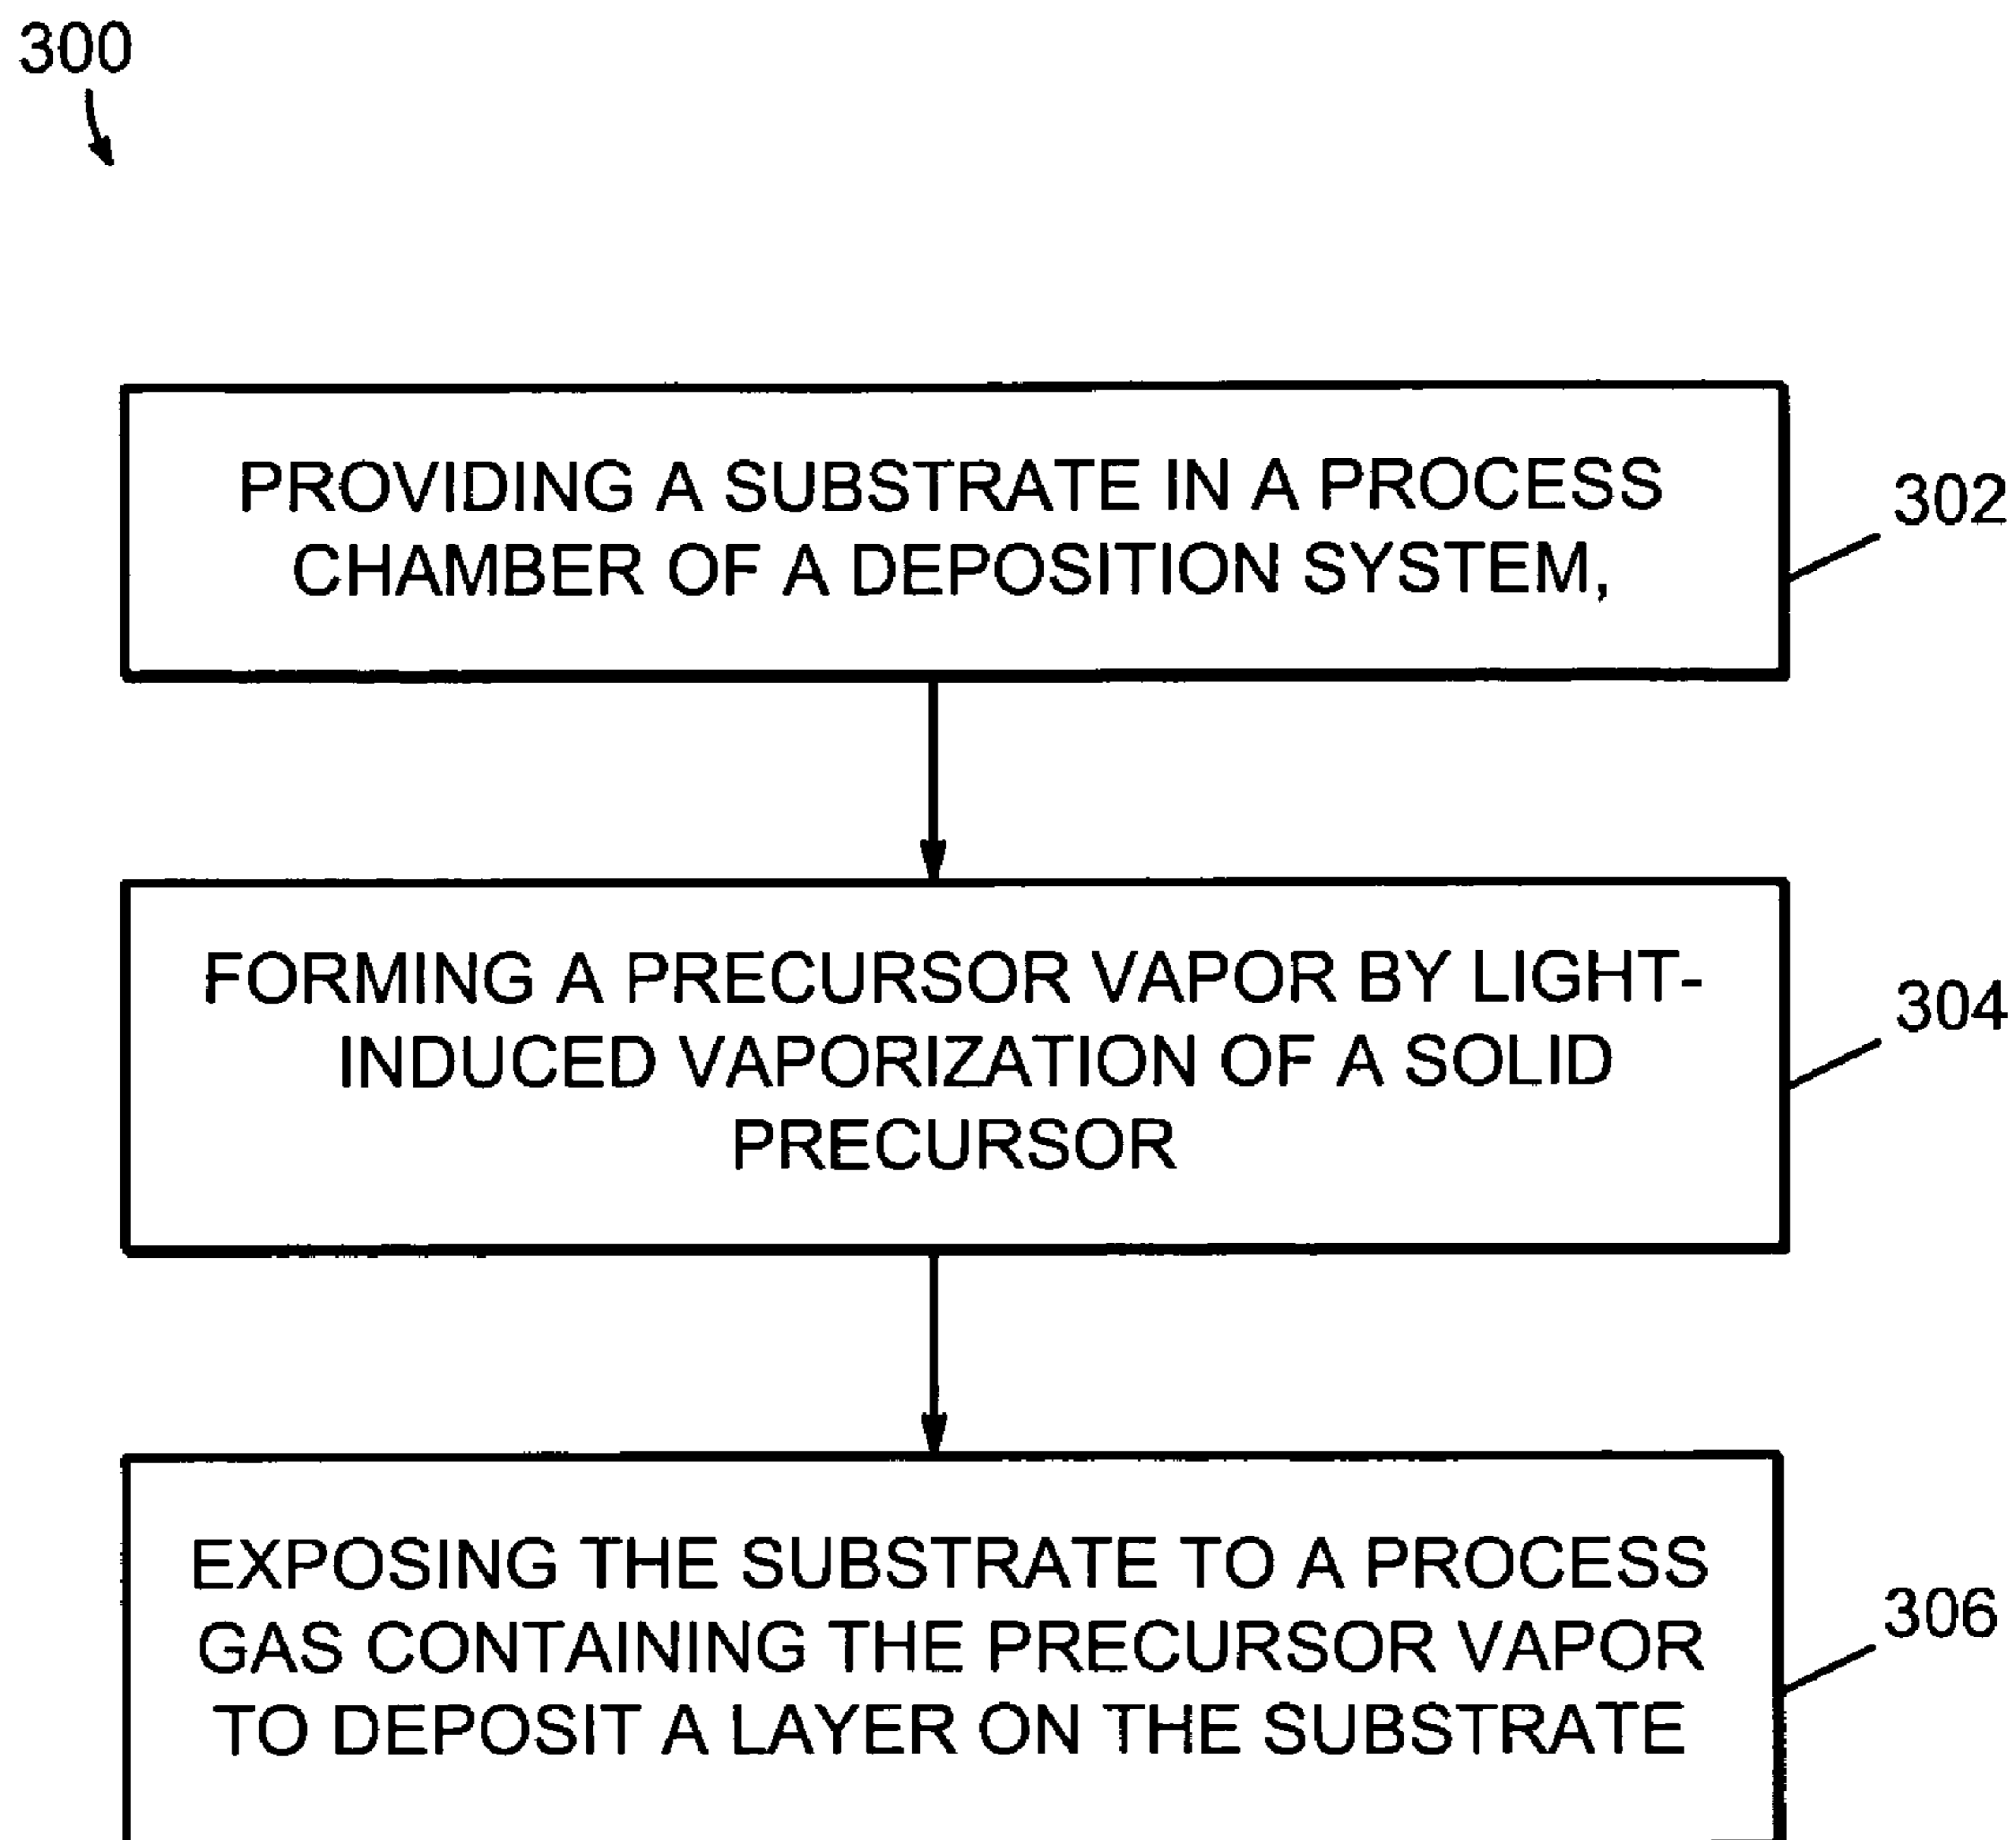 300
PROVIDING A SUBSTRATE IN A PROCESS
CHAMBER OF A DEPOSITION SYSTEM,
302
FORMING A PRECURSOR VAPOR BY LIGHT-
INDUCED VAPORIZATION OF A SOLID
PRECURSOR
304
EXPOSING THE SUBSTRATE TO A PROCESS
GAS CONTAINING THE PRECURSOR VAPOR
TO DEPOSIT A LAYER ON THE SUBSTRATE
306